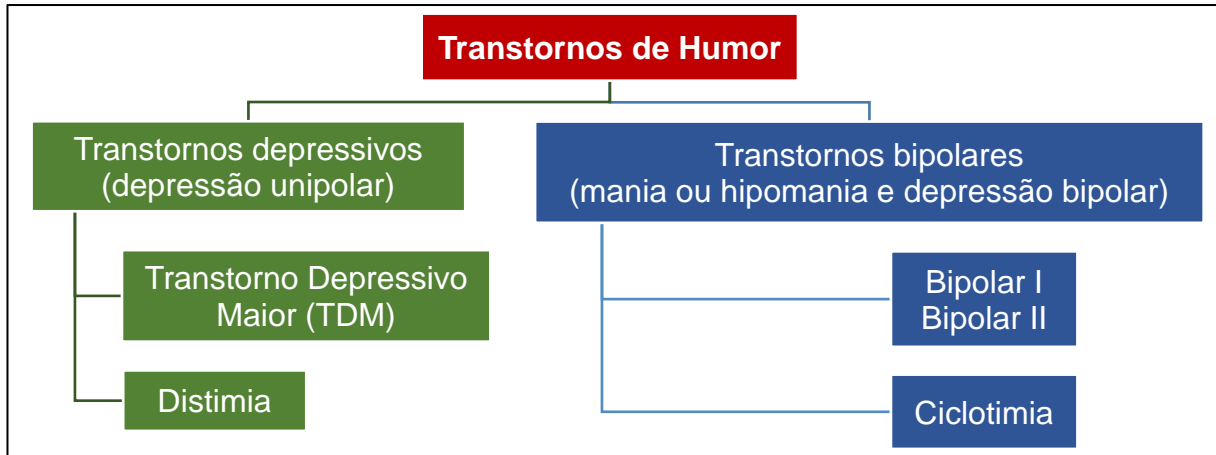 Transtornos de Humor
Transtornos depressivos
(depressão unipolar)
Transtorno Depressivo
Maior (TDM)
Distimia
Transtornos bipolares
(mania ou hipomania e depressão bipolar)
Bipolar I
Bipolar II
Ciclotimia